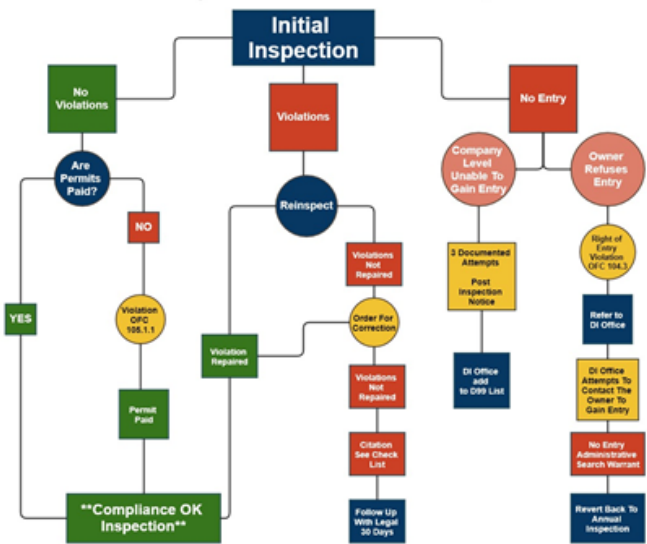 Initial
Inspection
No
Violations
Violations
No Entry
Are
Permits
Paid?
Company
Level
Unable To
Gain Entry
Owner
Refuses
Entry
Reinspect
NO
Violations
Not
Repaired
3 Documented
Attempts
Post
Inspection
Notice
Right of
Entry
Violation
OFC 104.3
YES
Violation
OFC
105.1.1
Order For
Correction
Refer to
DI Office
Violation
Repaired
Violations
Not
Repaired
DI Office
add
to D99 List
DI Office
Attempts To
Contact The
Owner To
Gain Entry
Permit
Paid
Citation
See Check
List
No Entry
Administrative
Search Warrant
**Compliance OK
Inspection**
Follow Up
With Legal
30 Days
Revert Back To
Annual
Inspection